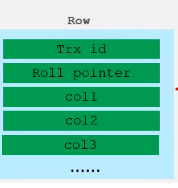 Row
Trx id
Roll pointer
col1
col2
col3
......